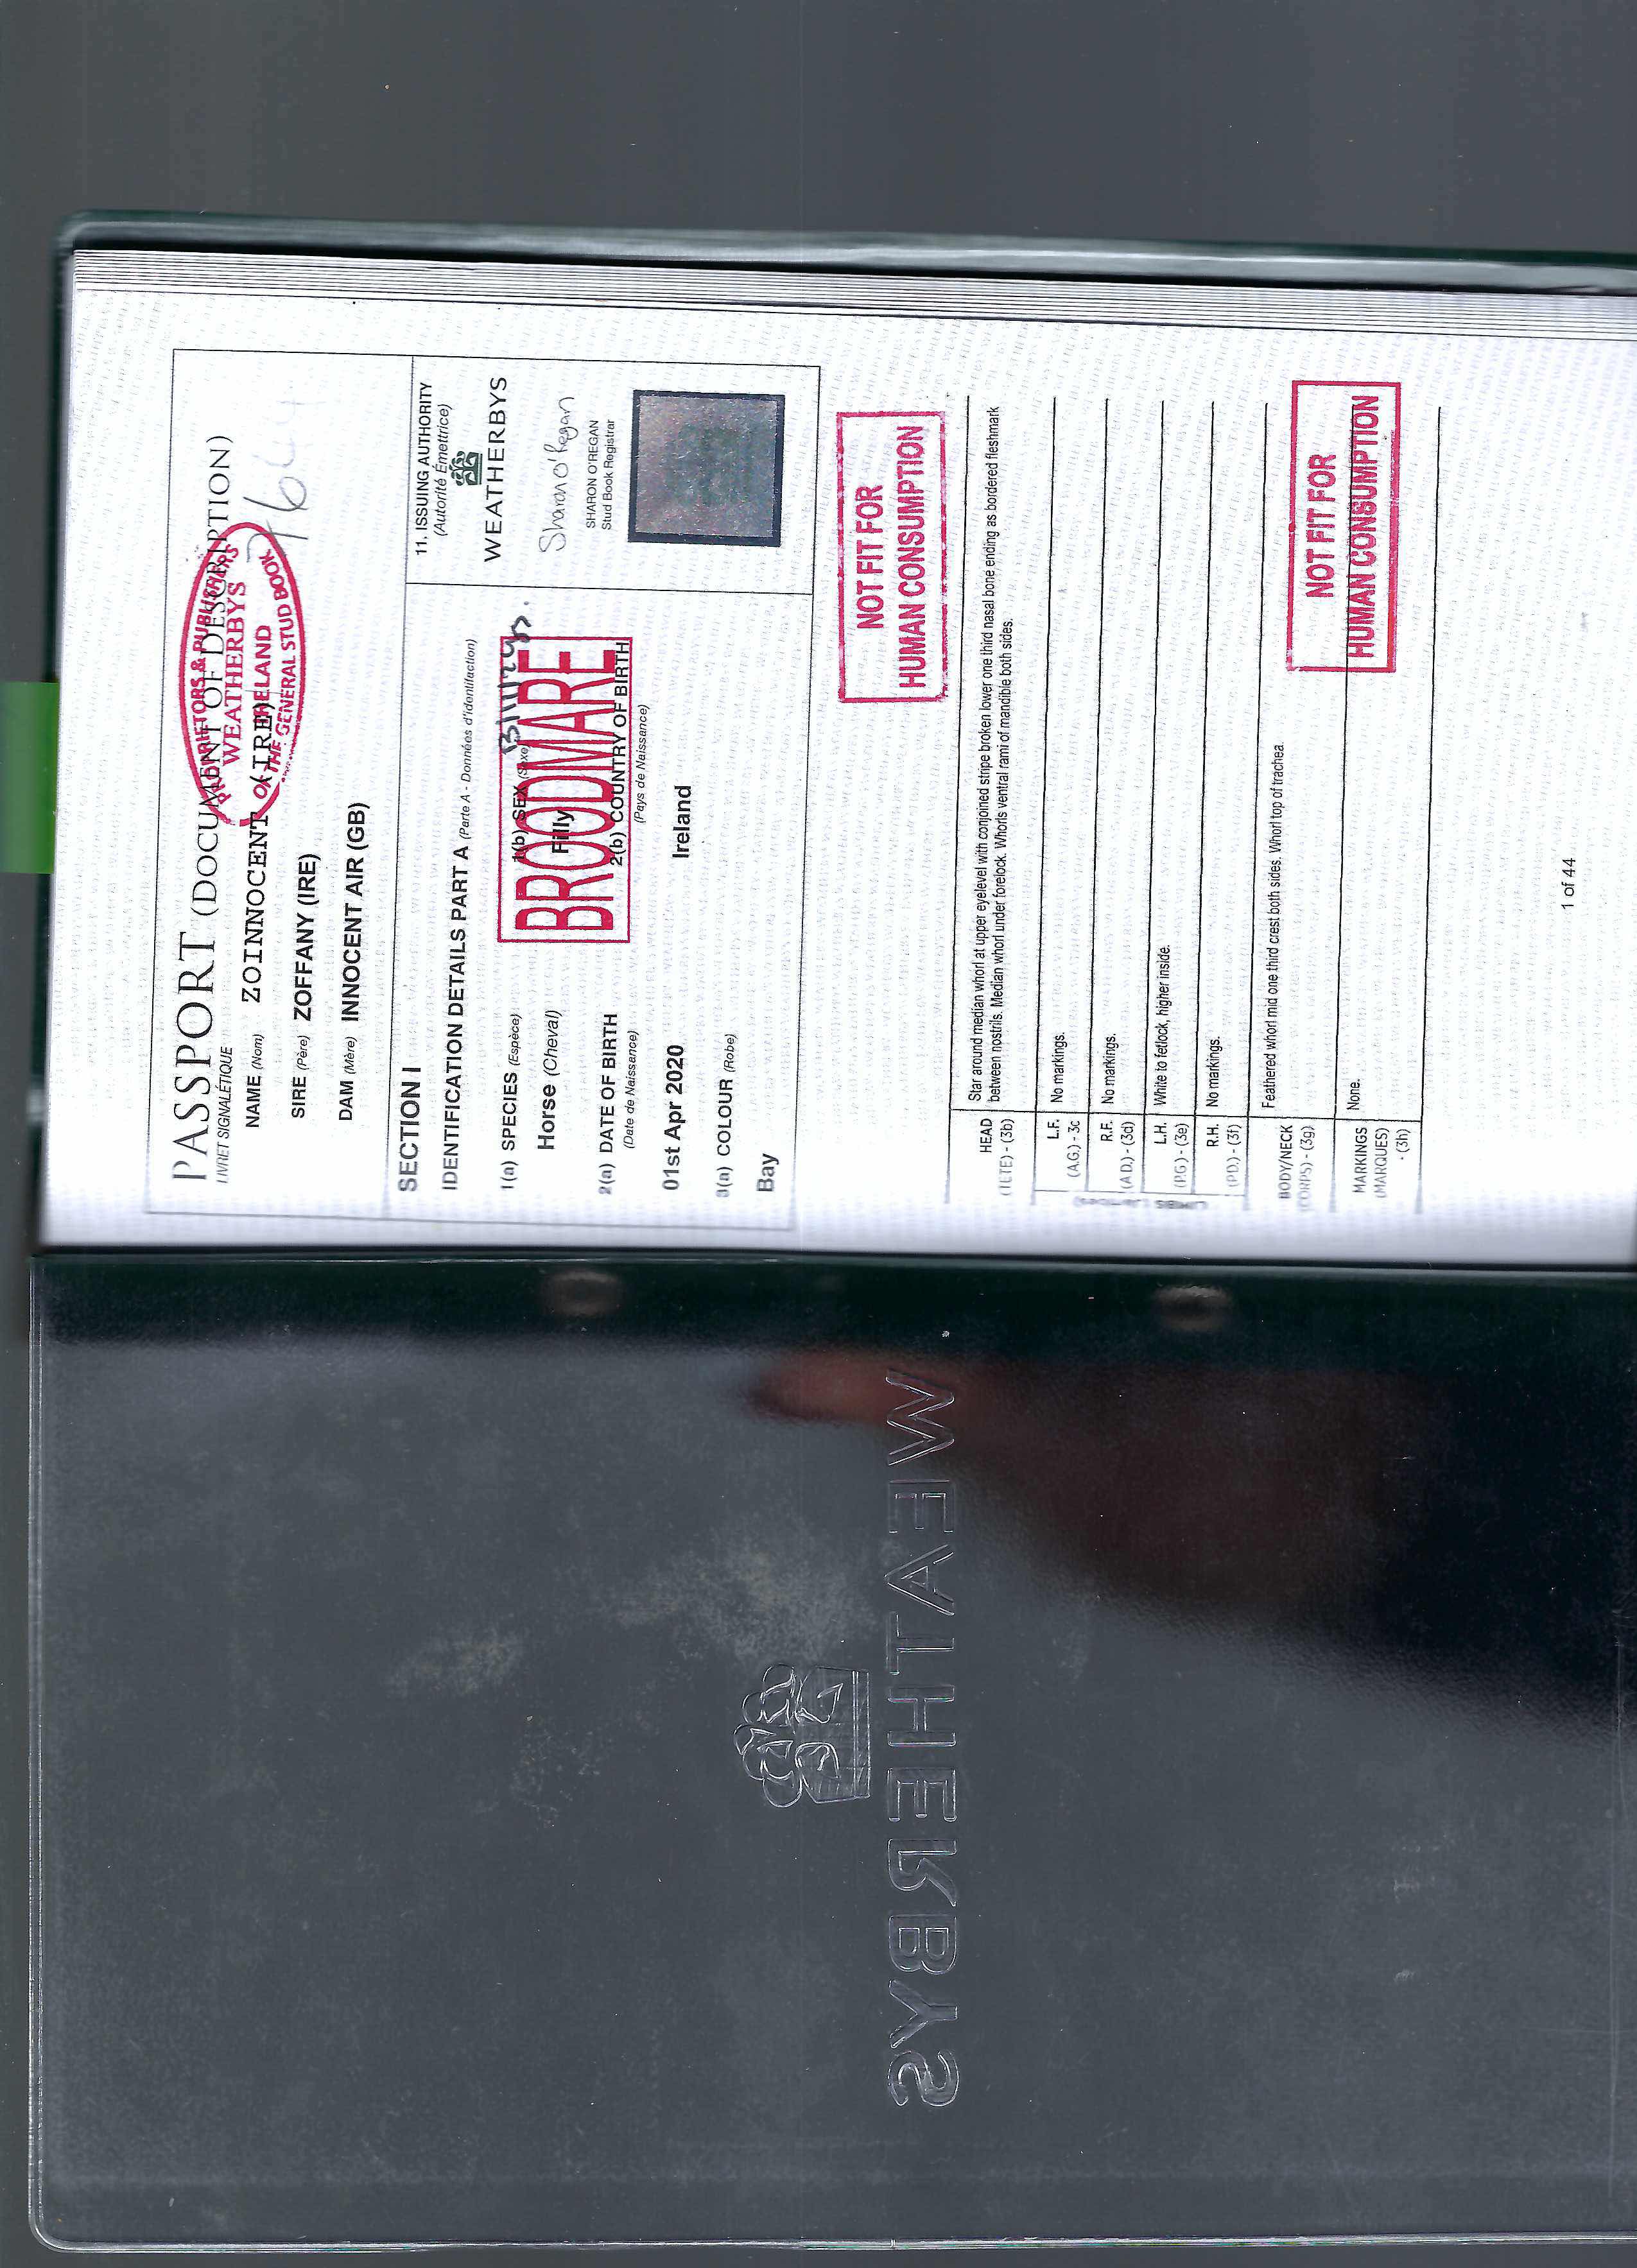 PASSPORT (DOCUMENT OF DESCRIPTION)
LIVRET SIGNALÉTIQUE
PROPRIETORS & PUBLISHERS
WEATHERBYS
IRELAND
OF THE GENERAL STUD BOOK
NAME (Nom) ZOINNOCENT (IRE)
SIRE (Père) ZOFFANY (IRE)
DAM (Mère) INNOCENT AIR (GB)
SECTION I
IDENTIFICATION DETAILS PART A (Partie A - Données d'identification)
1(a) SPECIES (Espèce)
Horse (Cheval)
1(b) SEX (Sexe)
Filly
BROODMARE
2(a) DATE OF BIRTH
(Date de Naissance)
01st Apr 2020
2(b) COUNTRY OF BIRTH
(Pays de Naissance)
Ireland
3(a) COLOUR (Robe)
Bay
11. ISSUING AUTHORITY
(Autorité Émettrice)
WEATHERBYS
Sharon O'Regan
SHARON O'REGAN
Stud Book Registrar
NOT FIT FOR
HUMAN CONSUMPTION
HEAD
(TETE) - (3b)
Star around median whorl at upper eyelevel with conjoined stripe broken lower one third nasal bone ending as bordered fleshmark
between nostrils. Median whorl under forelock. Whorls ventral rami of mandible both sides.
L.F.
(A.G.) - 3c
No markings.
R.F.
(A.D.) - (3d)
No markings.
L.H.
(P.G.) - (3e)
White to fetlock, higher inside.
R.H.
(P.D.) - (3f)
No markings.
BODY/NECK
(CORPS) - (3g)
Feathered whorl mid one third crest both sides. Whorl top of trachea.
MARKINGS
(MARQUES)
- (3h)
None.
NOT FIT FOR
HUMAN CONSUMPTION
1 of 44
WEATHERBYS